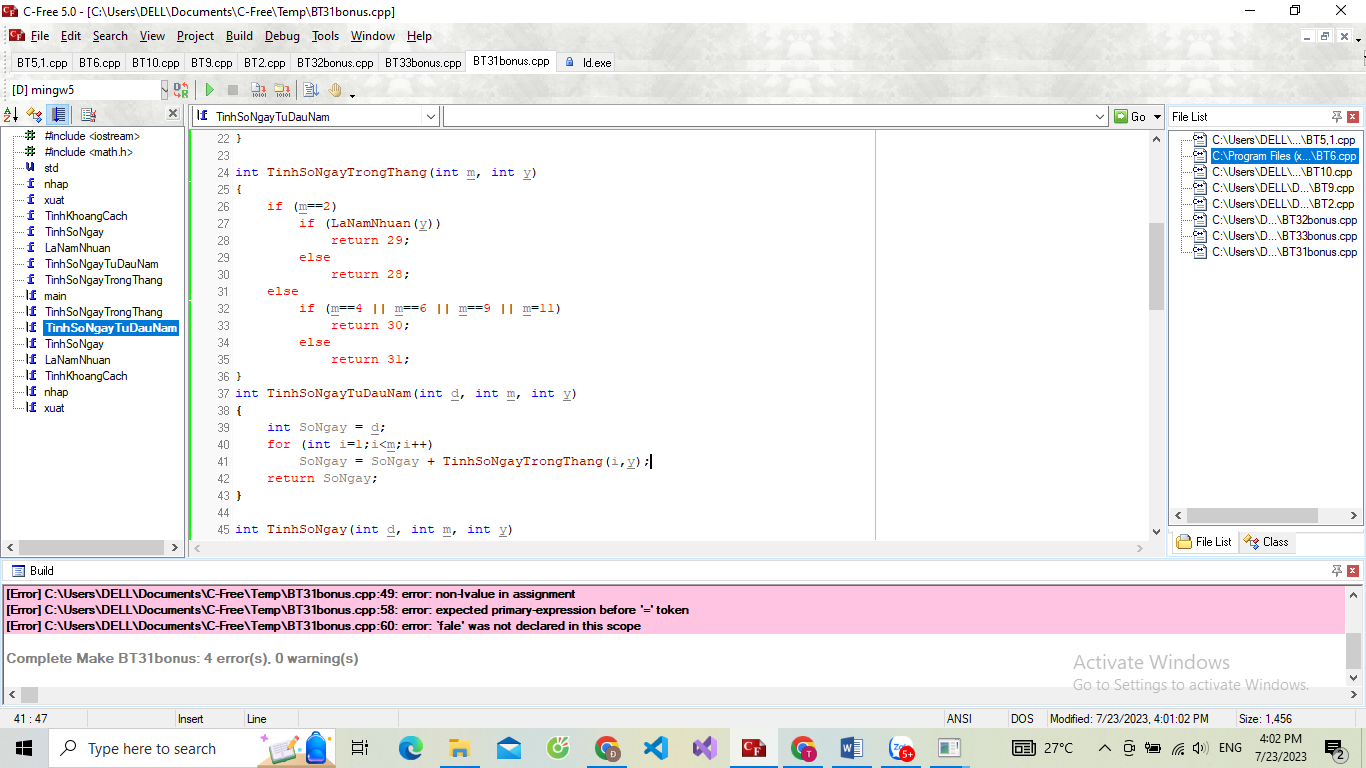 C-Free 5.0 - [C:\Users\DELL\Documents\C-Free\Temp\BT31bonus.cpp]
File Edit Search View Project Build Debug Tools Window Help
BT5,1.cpp BT6.cpp BT10.cpp BT9.cpp BT2.cpp BT32bonus.cpp BT33bonus.cpp BT31bonus.cpp ld.exe
[D] mingw5
TinhSoNgayTuDauNam
Go
File List
#include <iostream>
#include <math.h>
std
nhap
xuat
TinhKhoangCach
TinhSoNgay
LaNamNhuan
TinhSoNgayTuDauNam
TinhSoNgayTrongThang
main
TinhSoNgayTrongThang
TinhSoNgayTuDauNam
TinhSoNgay
LaNamNhuan
TinhKhoangCach
nhap
xuat
22 }
23
24 int TinhSoNgayTrongThang(int m, int y)
25 {
26 if (m==2)
27 if (LaNamNhuan(y))
28 return 29;
29 else
30 return 28;
31 else
32 if (m==4 || m==6 || m==9 || m=11)
33 return 30;
34 else
35 return 31;
36 }
37 int TinhSoNgayTuDauNam(int d, int m, int y)
38 {
39 int SoNgay = d;
40 for (int i=1;i<m;i++)
41 SoNgay = SoNgay + TinhSoNgayTrongThang(i,y);
42 return SoNgay;
43 }
44
45 int TinhSoNgay(int d, int m, int y)
C:\Users\DELL\...\BT5,1.cpp
C:\Program Files (x...\BT6.cpp
C:\Users\DELL\...\BT10.cpp
C:\Users\DELL\D...\BT9.cpp
C:\Users\DELL\D...\BT2.cpp
C:\Users\D...\BT32bonus.cpp
C:\Users\D...\BT33bonus.cpp
C:\Users\D...\BT31bonus.cpp
File List Class
Build
[Error] C:\Users\DELL\Documents\C-Free\Temp\BT31bonus.cpp:49: error: non-lvalue in assignment
[Error] C:\Users\DELL\Documents\C-Free\Temp\BT31bonus.cpp:58: error: expected primary-expression before '=' token
[Error] C:\Users\DELL\Documents\C-Free\Temp\BT31bonus.cpp:60: error: `fale' was not declared in this scope
Complete Make BT31bonus: 4 error(s), 0 warning(s)
Activate Windows
Go to Settings to activate Windows.
41 : 47 Insert Line ANSI DOS Modified: 7/23/2023, 4:01:02 PM Size: 1,456
Type here to search
27°C
ENG
4:02 PM
7/23/2023
2
5+